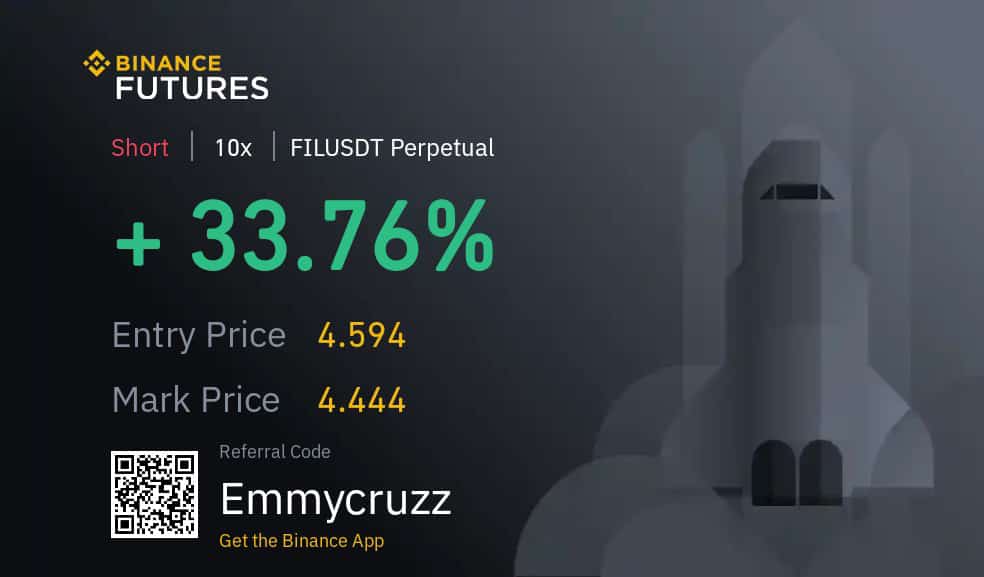 BINANCE
FUTURES
Short | 10x | FILUSDT Perpetual
+ 33.76%
Entry Price 4.594
Mark Price 4.444
Referral Code
Emmycruzz
Get the Binance App